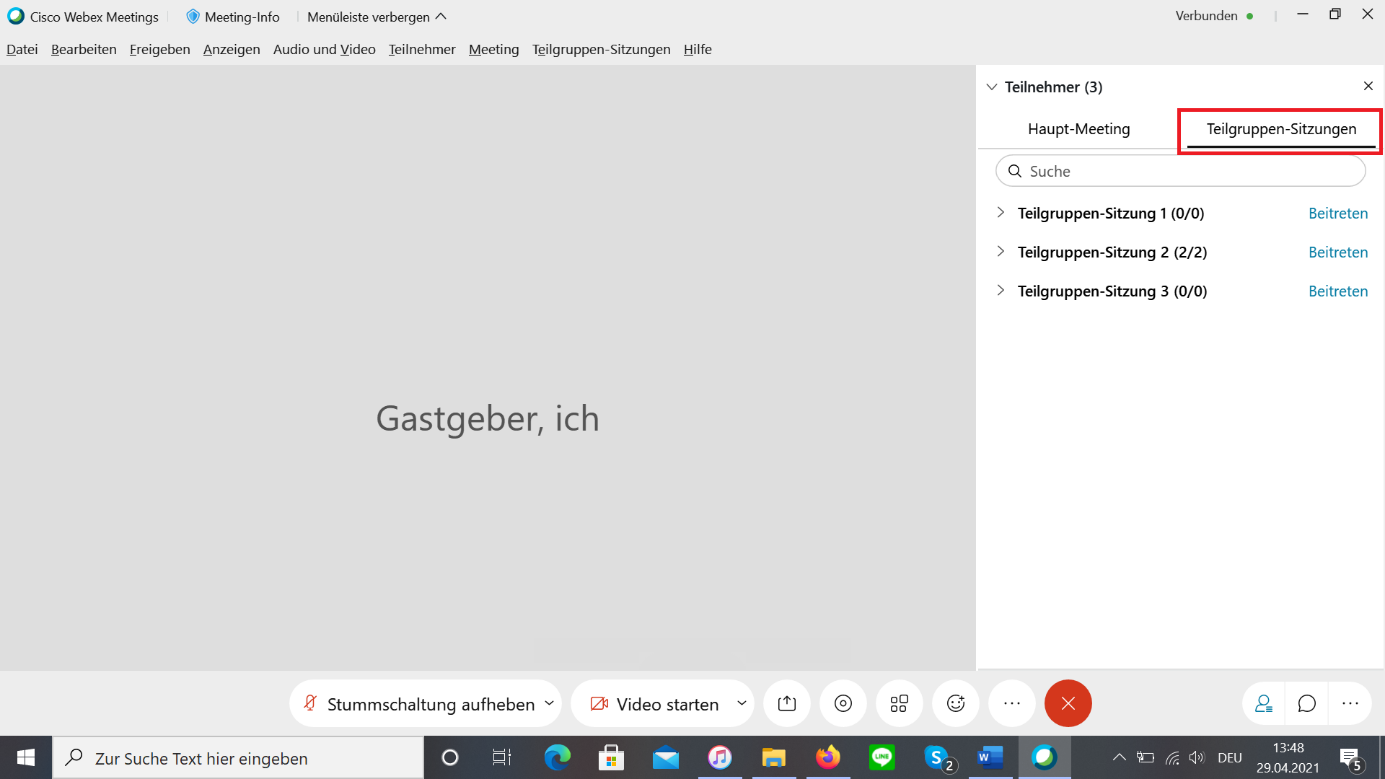 Cisco Webex Meetings Meeting-Info Menüleiste verbergen Verbunden
Datei Bearbeiten Freigeben Anzeigen Audio und Video Teilnehmer Meeting Teilgruppen-Sitzungen Hilfe
Teilnehmer (3)
Haupt-Meeting Teilgruppen-Sitzungen
Suche
Teilgruppen-Sitzung 1 (0/0) Beitreten
Teilgruppen-Sitzung 2 (2/2) Beitreten
Teilgruppen-Sitzung 3 (0/0) Beitreten
Gastgeber, ich
Stummschaltung aufheben Video starten
Zur Suche Text hier eingeben LINE S 2 W DEU 13:48
29.04.2021 5